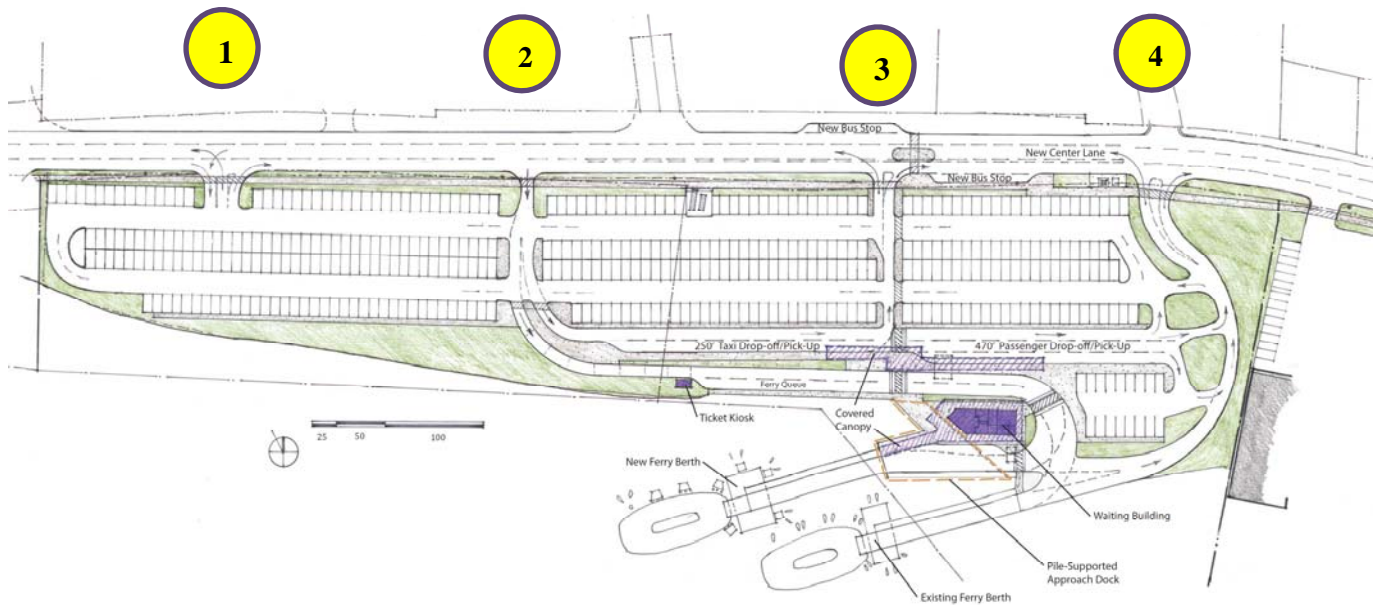 1
2
3
4
New Bus Stop
New Center Lane
New Bus Stop
250' Taxi Drop-off/Pick-Up
470' Passenger Drop-off/Pick-Up
Ferry Queue
Ticket Kiosk
Covered
Canopy
25 50 100
New Ferry Berth
Waiting Building
Pile-Supported
Approach Dock
Existing Ferry Berth